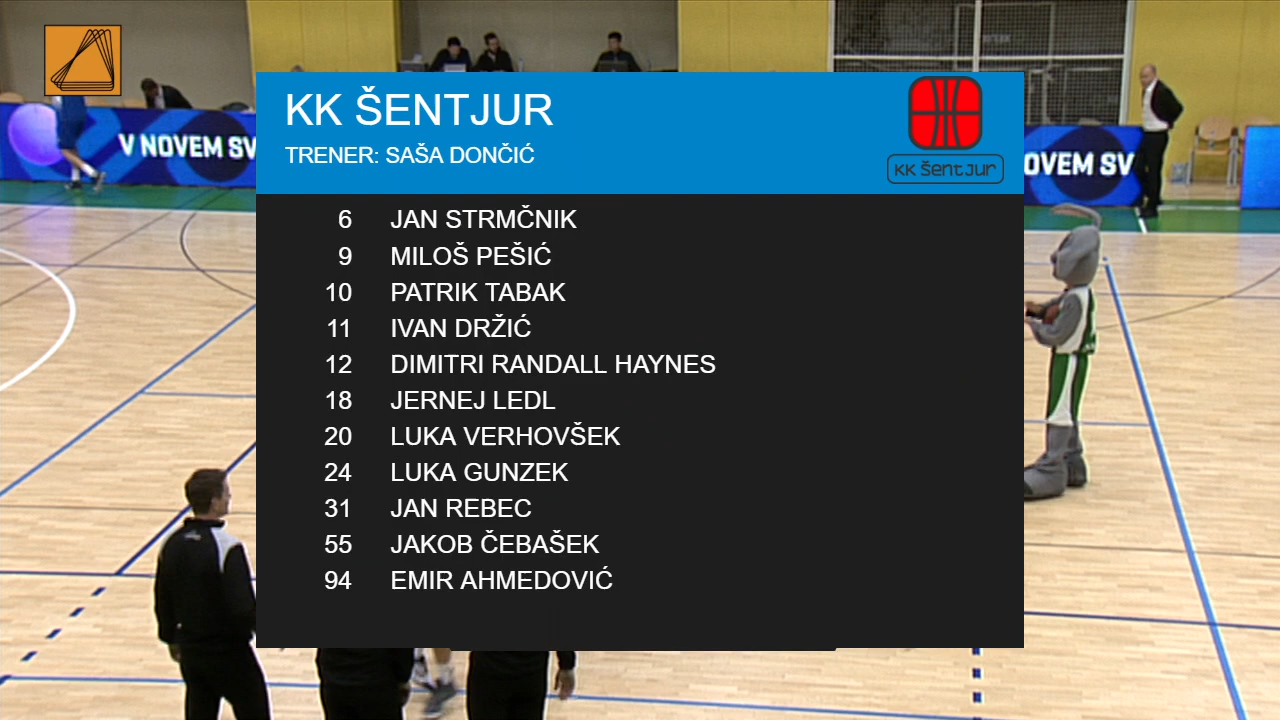 KK ŠENTJUR
TRENER: SAŠA DONČIĆ
KK šentjur
V NOVEM SV
OVEM SV
6 JAN STRMČNIK
9 MILOŠ PEŠIĆ
10 PATRIK TABAK
11 IVAN DRŽIĆ
12 DIMITRI RANDALL HAYNES
18 JERNEJ LEDL
20 LUKA VERHOVŠEK
24 LUKA GUNZEK
31 JAN REBEC
55 JAKOB ČEBAŠEK
94 EMIR AHMEDOVIĆ